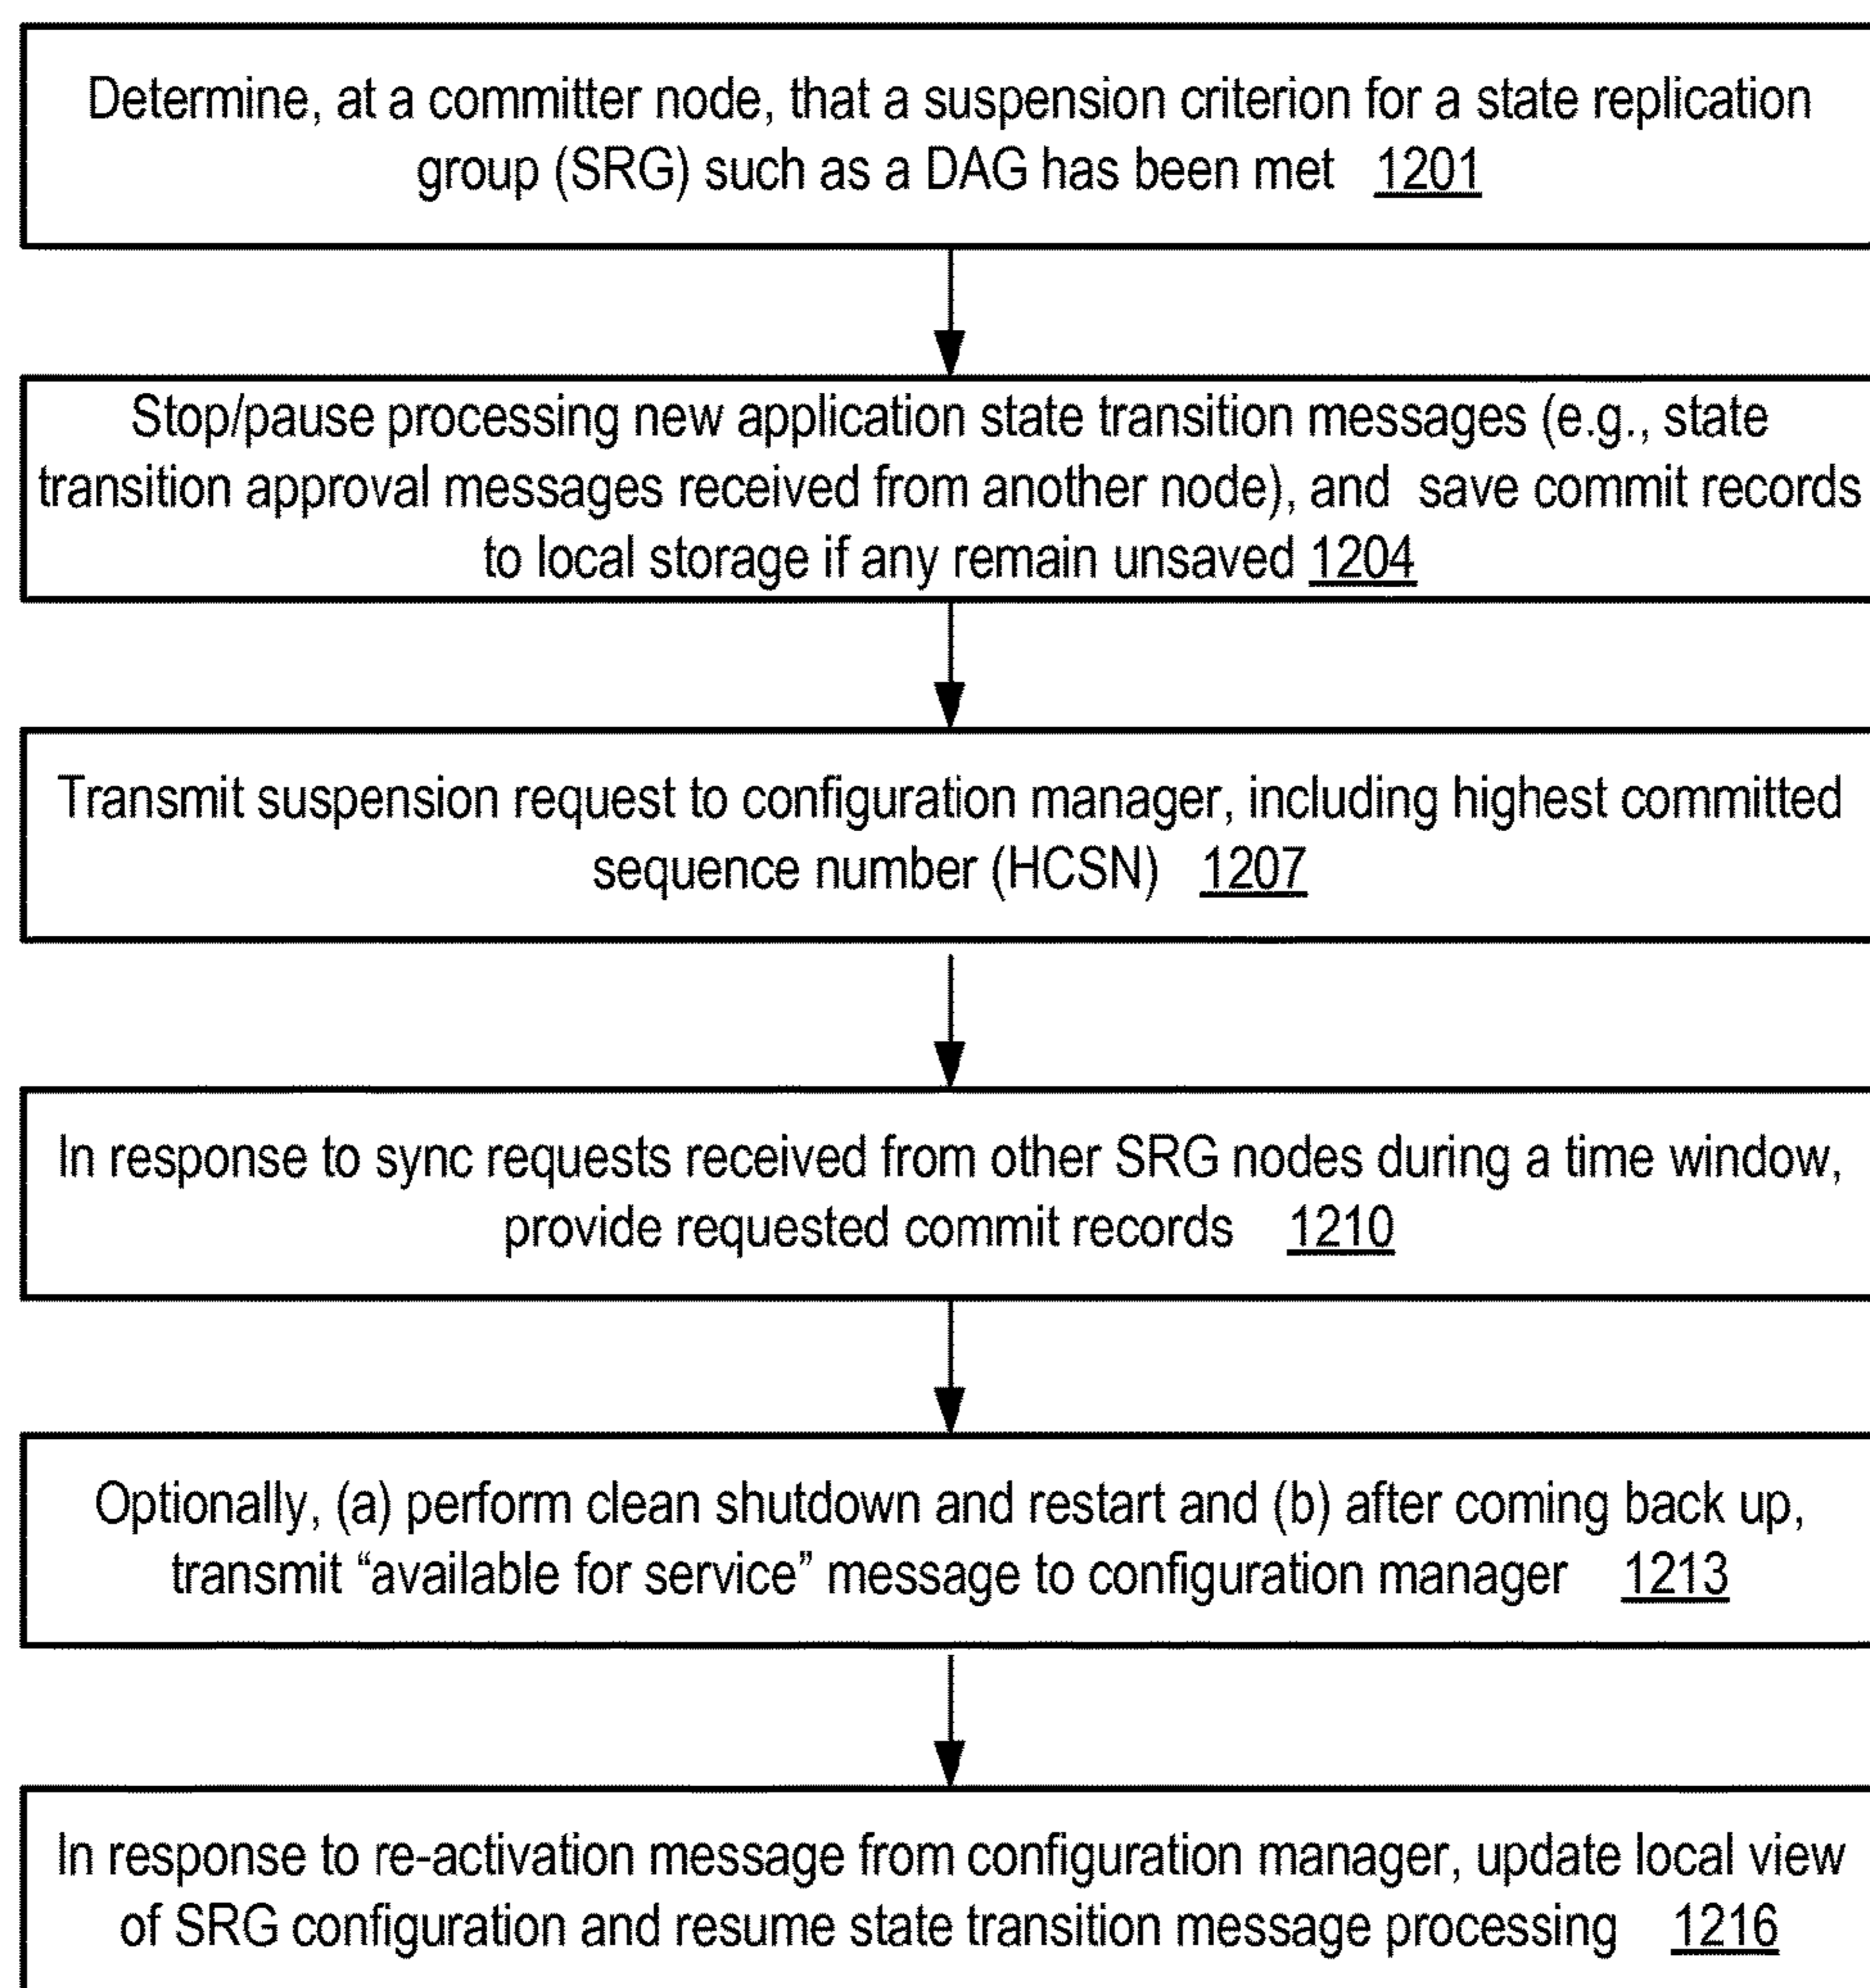 Determine, at a committer node, that a suspension criterion for a state replication
group (SRG) such as a DAG has been met 1201
Stop/pause processing new application state transition messages (e.g., state
transition approval messages received from another node), and save commit records
to local storage if any remain unsaved 1204
Transmit suspension request to configuration manager, including highest committed
sequence number (HCSN) 1207
In response to sync requests received from other SRG nodes during a time window,
provide requested commit records 1210
Optionally, (a) perform clean shutdown and restart and (b) after coming back up,
transmit “available for service” message to configuration manager 1213
In response to re-activation message from configuration manager, update local view
of SRG configuration and resume state transition message processing 1216